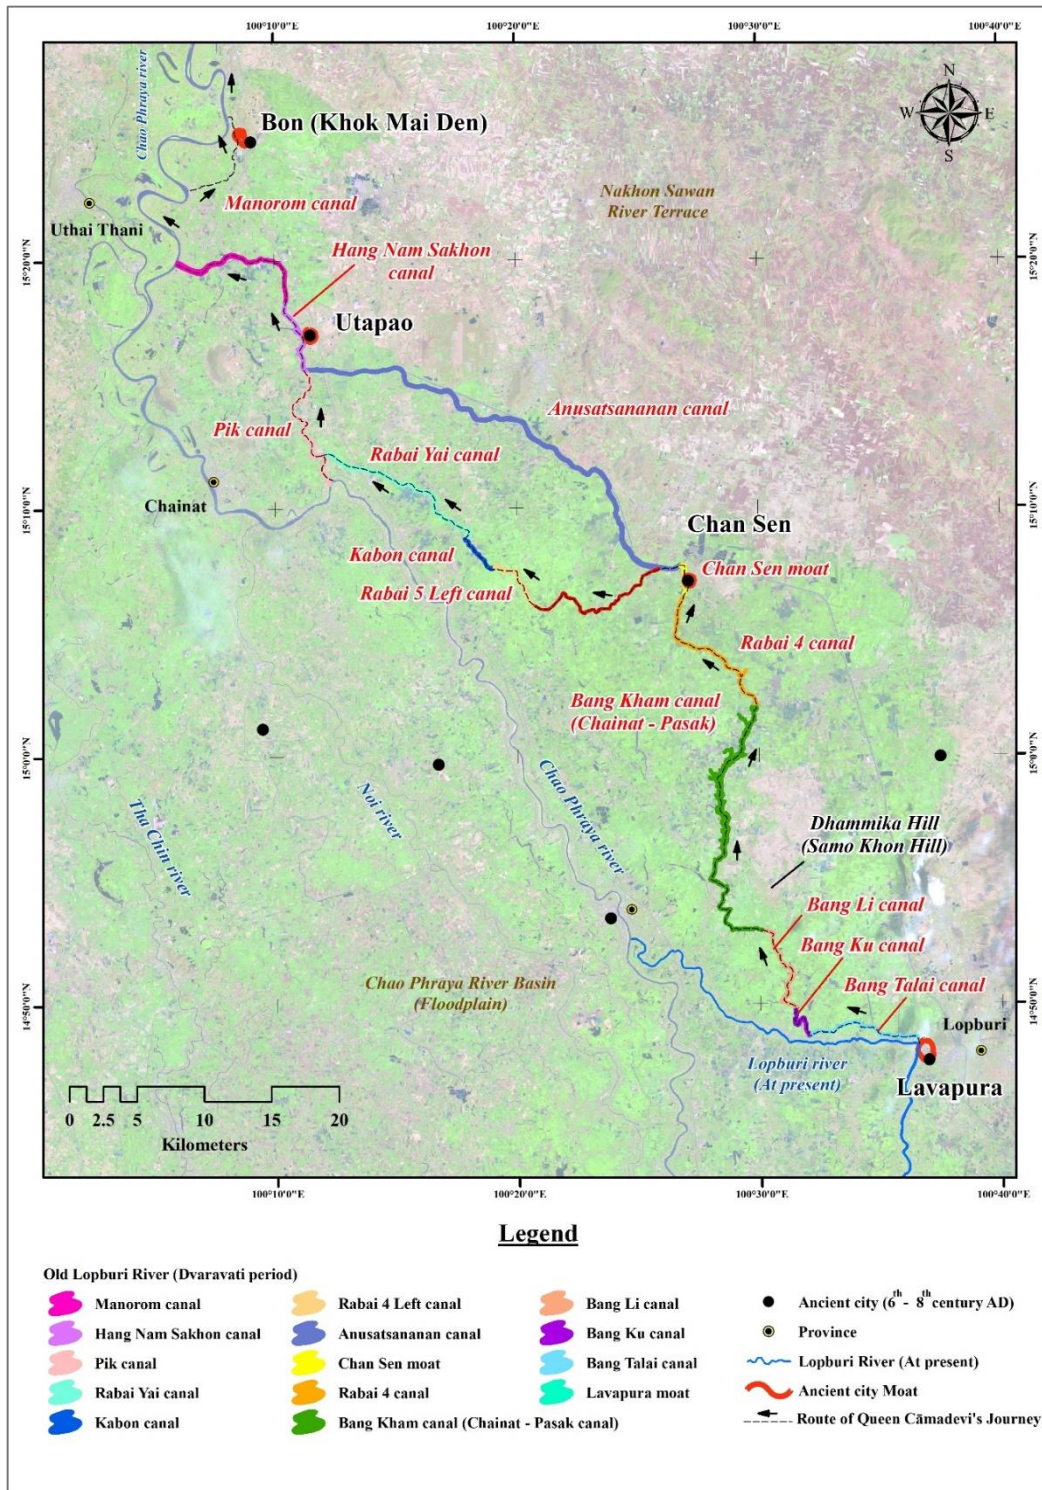 100°10'0"E
100°20'0"E
100°30'0"E
100°40'0"E
N
W
E
S
Chao Phraya river
Bon (Khok Mai Den)
Manorom canal
Uthai Thani
Nakhon Sawan
River Terrace
15°20'0"N
15°20'0"N
Hang Nam Sakhon
canal
Utapao
Anusatsananan canal
Pik canal
Rabai Yai canal
Chainat
15°10'0"N
15°10'0"N
Chan Sen
Kabon canal
Chan Sen moat
Rabai 5 Left canal
Rabai 4 canal
Bang Kham canal
(Chainat - Pasak)
15°0'0"N
15°0'0"N
Tha Chin river
Noi river
Chao Phraya river
Dhammika Hill
(Samo Khon Hill)
Bang Li canal
Bang Ku canal
Bang Talai canal
Chao Phraya River Basin
(Floodplain)
14°50'0"N
14°50'0"N
Lopburi
Lopburi river
(At present)
Lavapura
0 2.5 5 10 15 20
Kilometers
100°10'0"E
100°20'0"E
100°30'0"E
100°40'0"E
Legend
Old Lopburi River (Dvaravati period)
Manorom canal
Hang Nam Sakhon canal
Pik canal
Rabai Yai canal
Kabon canal
Rabai 4 Left canal
Anusatsananan canal
Chan Sen moat
Rabai 4 canal
Bang Kham canal (Chainat - Pasak canal)
Bang Li canal
Bang Ku canal
Bang Talai canal
Lavapura moat
Ancient city (6th - 8th century AD)
Province
Lopburi River (At present)
Ancient city Moat
Route of Queen Cāmadevi's Journey